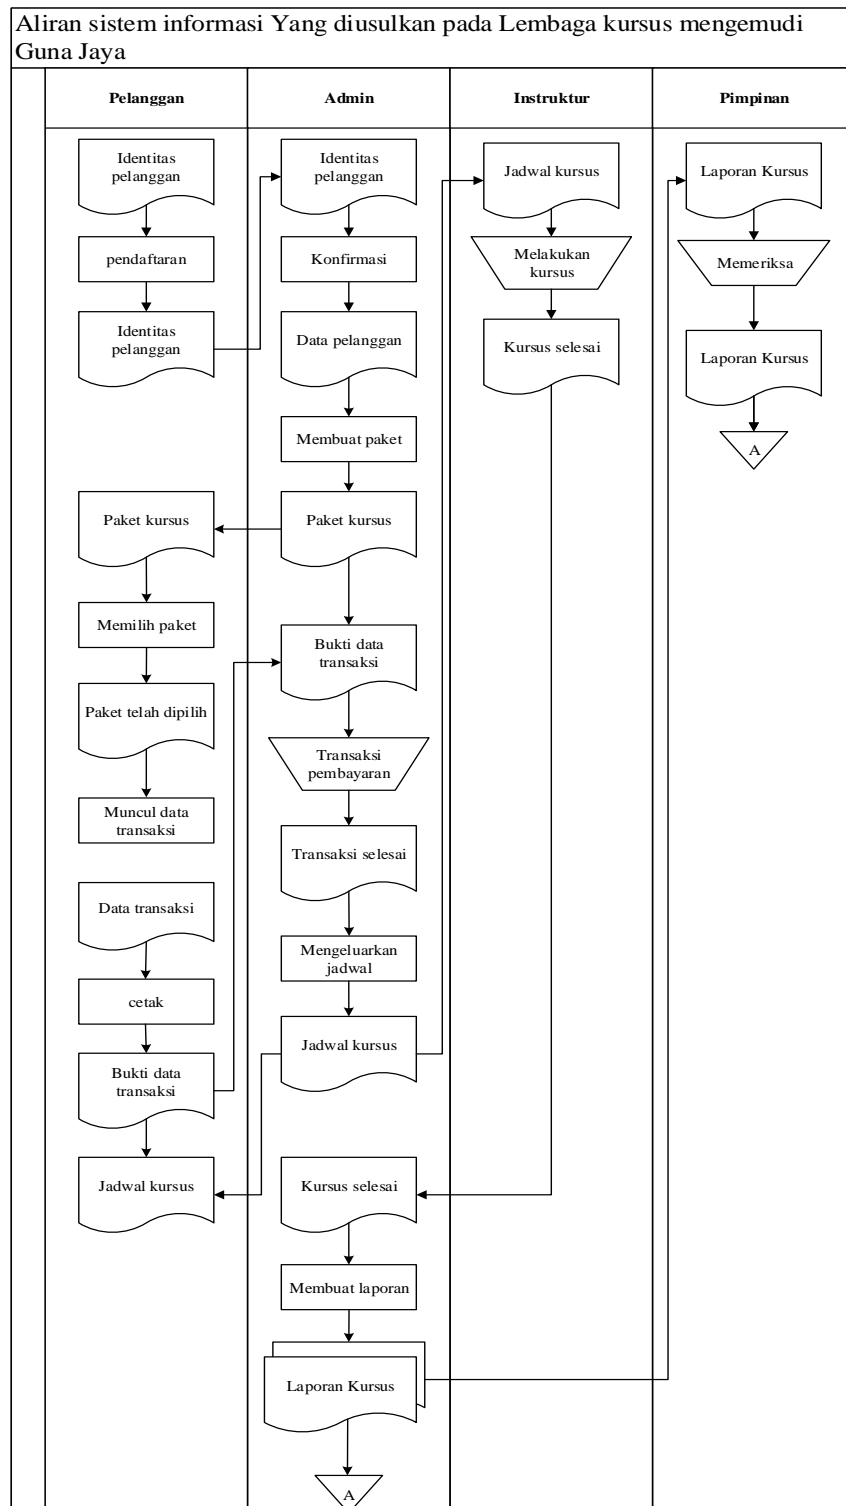 Aliran sistem informasi Yang diusulkan pada Lembaga kursus mengemudi
Guna Jaya
Pelanggan
Admin
Instruktur
Pimpinan
Identitas
pelanggan
pendaftaran
Identitas
pelanggan
Paket kursus
Memilih paket
Paket telah dipilih
Muncul data
transaksi
Data transaksi
cetak
Bukti data
transaksi
Jadwal kursus
Identitas
pelanggan
Konfirmasi
Data pelanggan
Membuat paket
Paket kursus
Bukti data
transaksi
Transaksi
pembayaran
Transaksi selesai
Mengeluarkan
jadwal
Jadwal kursus
Kursus selesai
Membuat laporan
Laporan Kursus
A
Jadwal kursus
Melakukan
kursus
Kursus selesai
Laporan Kursus
Memeriksa
Laporan Kursus
A